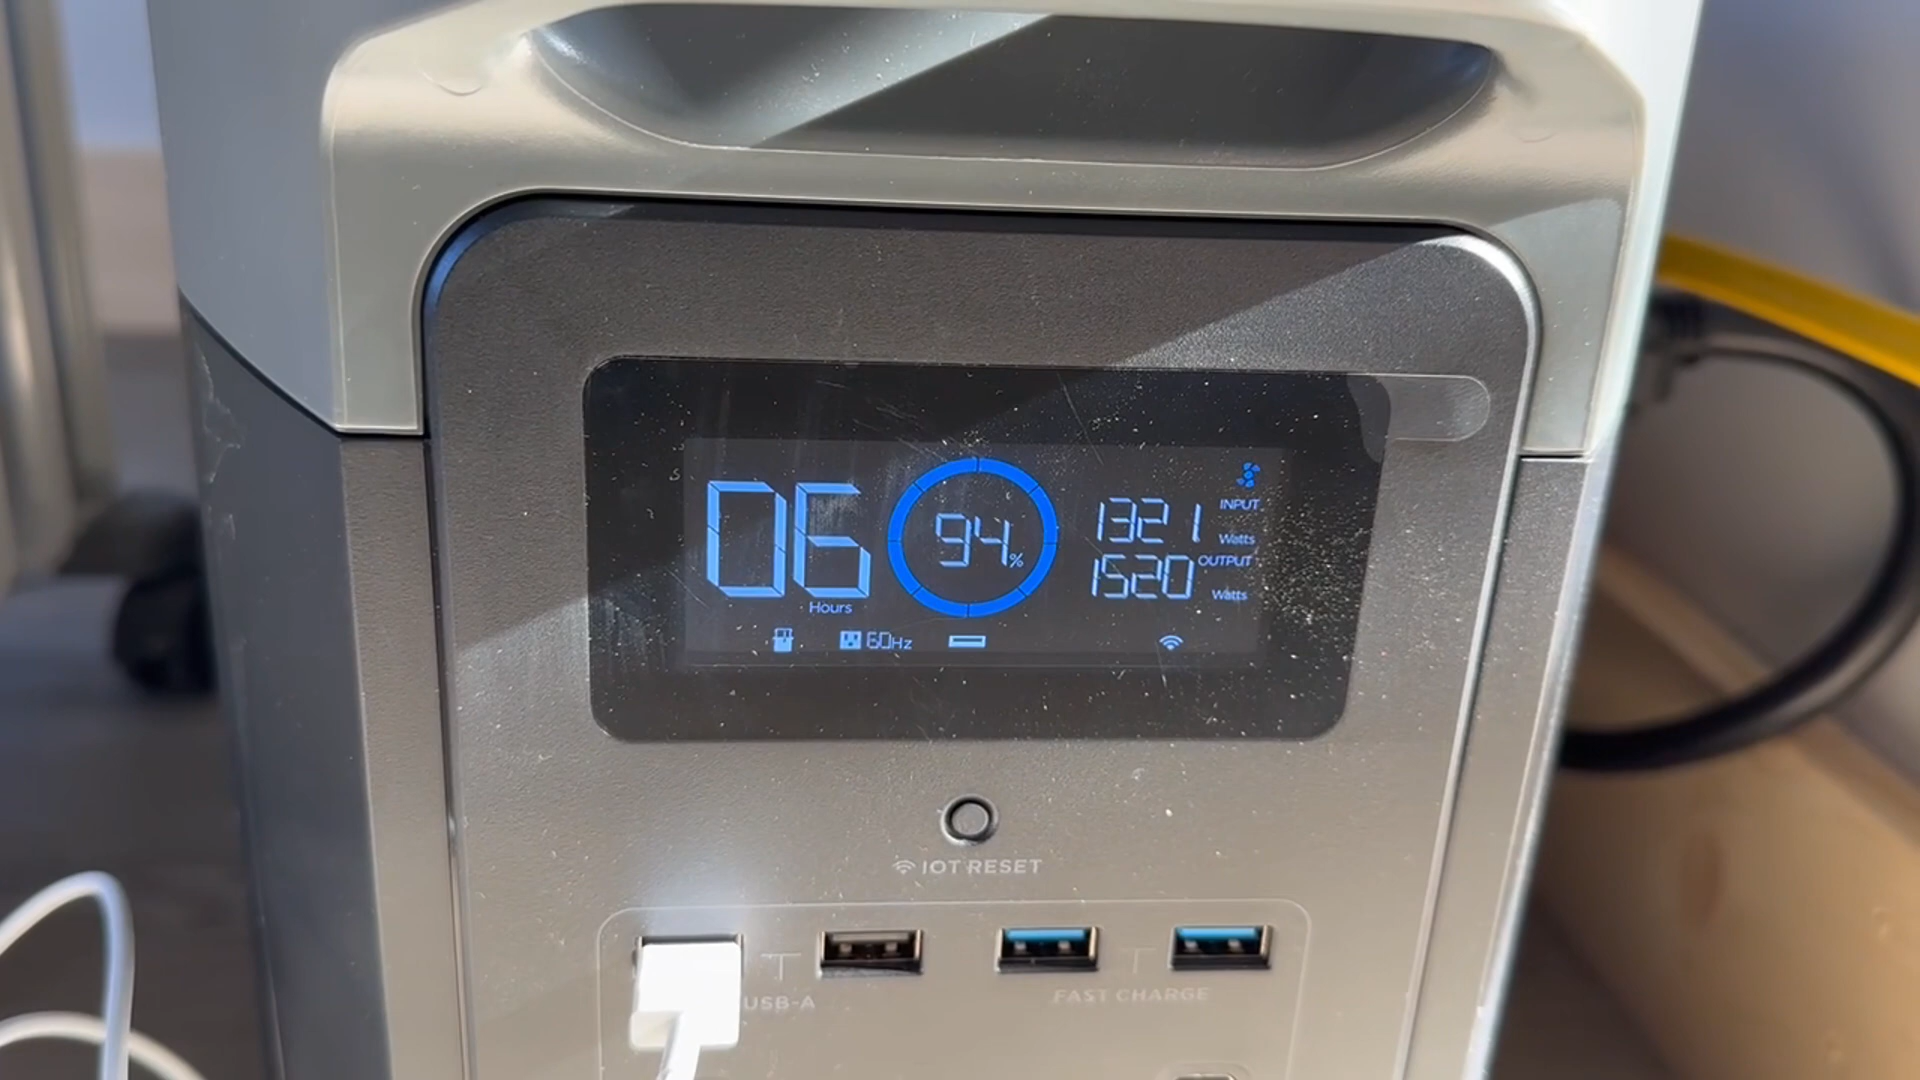 06
Hours
94%
1321
INPUT
Watts
1520
OUTPUT
Watts
60Hz
IOT RESET
USB-A
FAST CHARGE